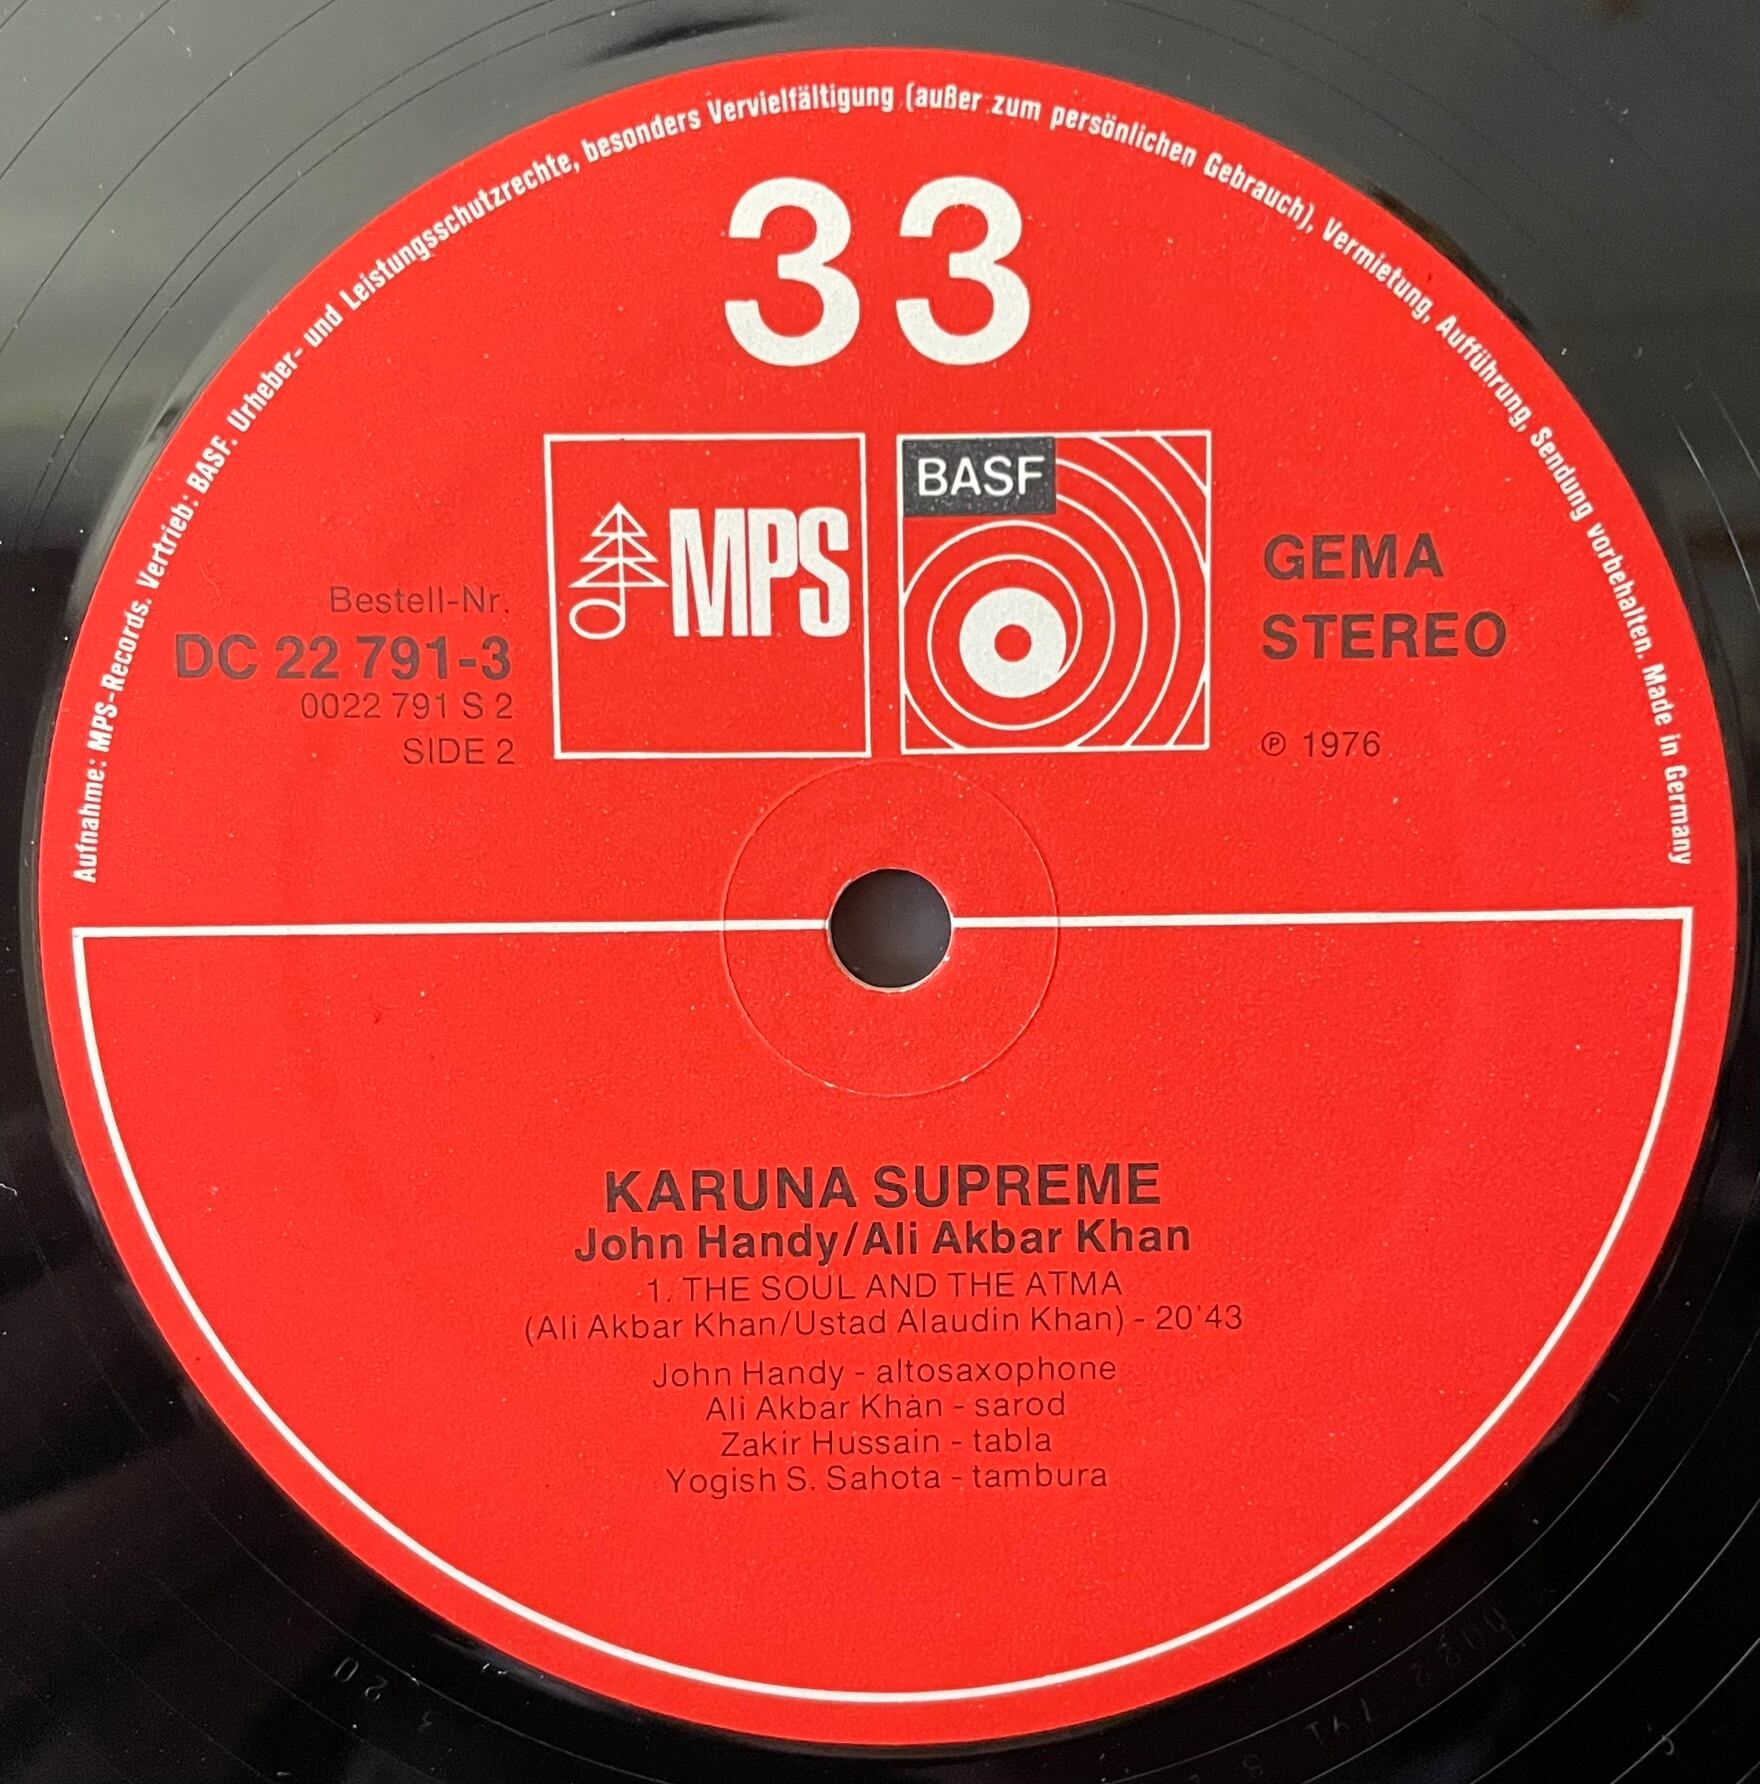 Aufnahme: MPS-Records. Vertrieb: BASF. Urheber- und Leistungsschutzrechte, besonders Vervielfältigung (außer zum persönlichen Gebrauch), Vermietung, Aufführung, Sendung vorbehalten. Made in Germany
33
MPS
BASF
GEMA
STEREO
℗ 1976
Bestell-Nr.
DC 22 791-3
0022 791 S 2
SIDE 2
KARUNA SUPREME
John Handy/Ali Akbar Khan
1. THE SOUL AND THE ATMA
(Ali Akbar Khan/Ustad Alaudin Khan) - 20'43
John Handy - altosaxophone
Ali Akbar Khan - sarod
Zakir Hussain - tabla
Yogish S. Sahota - tambura
320